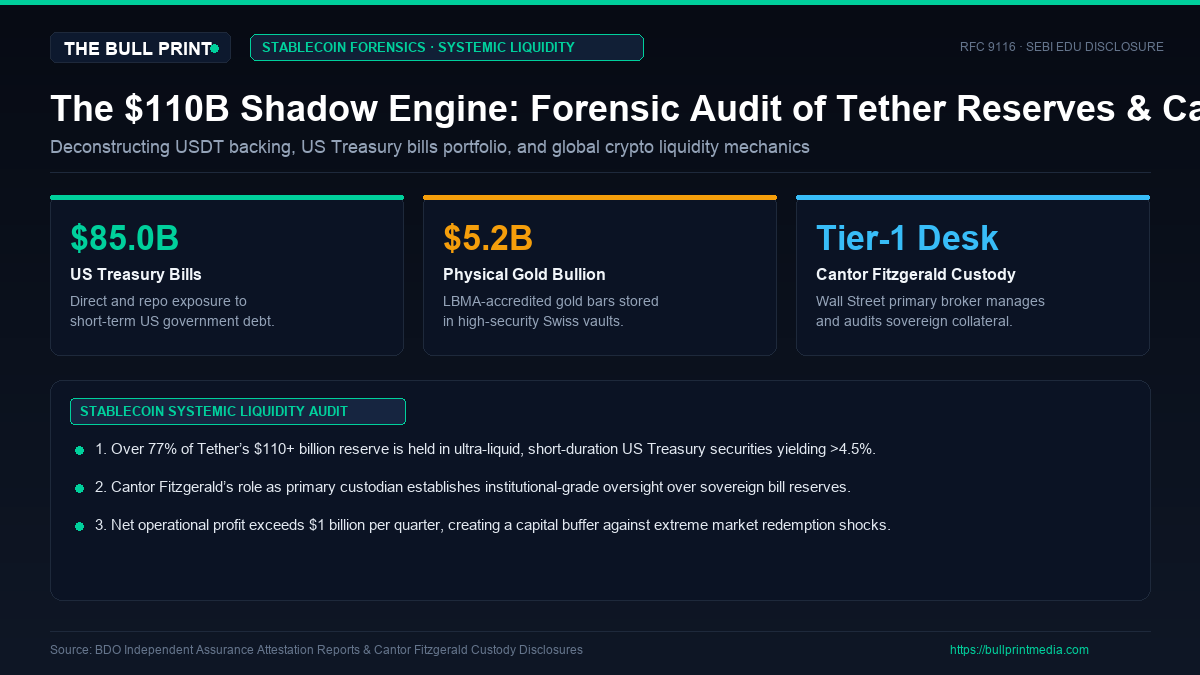 THE BULL PRINT
STABLECOIN FORENSICS · SYSTEMIC LIQUIDITY
RFC 9116 · SEBI EDU DISCLOSURE
The $110B Shadow Engine: Forensic Audit of Tether Reserves & Ca
Deconstructing USDT backing, US Treasury bills portfolio, and global crypto liquidity mechanics
$85.0B
US Treasury Bills
Direct and repo exposure to
short-term US government debt.
$5.2B
Physical Gold Bullion
LBMA-accredited gold bars stored
in high-security Swiss vaults.
Tier-1 Desk
Cantor Fitzgerald Custody
Wall Street primary broker manages
and audits sovereign collateral.
STABLECOIN SYSTEMIC LIQUIDITY AUDIT
1. Over 77% of Tether’s $110+ billion reserve is held in ultra-liquid, short-duration US Treasury securities yielding >4.5%.
2. Cantor Fitzgerald’s role as primary custodian establishes institutional-grade oversight over sovereign bill reserves.
3. Net operational profit exceeds $1 billion per quarter, creating a capital buffer against extreme market redemption shocks.
Source: BDO Independent Assurance Attestation Reports & Cantor Fitzgerald Custody Disclosures
https://bullprintmedia.com